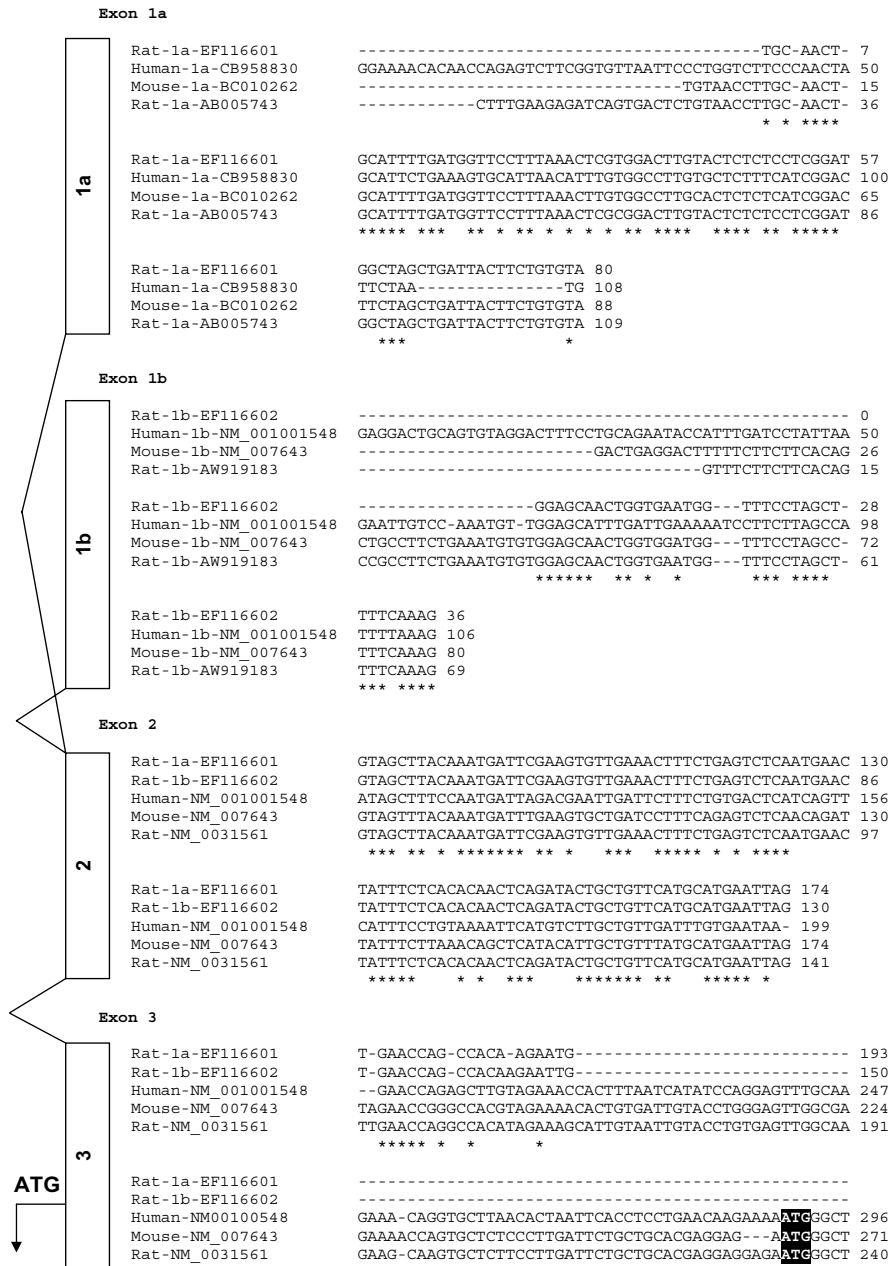 Exon 1a
Rat-1a-EF116601 -----------------------------------------TGC-AACT- 7
Human-1a-CB958830 GGAAAACACAACCAGAGTCTTCGGTGTTAATTCCCTGGTCTTCCCAACTA 50
Mouse-1a-BC010262 ---------------------------------TGTAACCTTGC-AACT- 15
Rat-1a-AB005743 ------------CTTTGAAGAGATCAGTGACTCTGTAACCTTGC-AACT- 36
* * ****
1a
Rat-1a-EF116601 GCATTTTGATGGTTCCTTTAAACTCGTGGACTTGTACTCTCTCCTCGGAT 57
Human-1a-CB958830 GCATTCTGAAAGTGCATTAACATTTGTGGCCTTGTGCTCTTTCATCGGAC 100
Mouse-1a-BC010262 GCATTTTGATGGTTCCTTTAAACTTGTGGCCTTGCACTCTCTCATCGGAC 65
Rat-1a-AB005743 GCATTTTGATGGTTCCTTTAAACTCGCGGACTTGTACTCTCTCCTCGGAT 86
***** *** ** * ** * * * * ** **** **** ** *****
Rat-1a-EF116601 GGCTAGCTGATTACTTCTGTGTA 80
Human-1a-CB958830 TTCTAA---------------TG 108
Mouse-1a-BC010262 TTCTAGCTGATTACTTCTGTGTA 88
Rat-1a-AB005743 GGCTAGCTGATTACTTCTGTGTA 109
*** *
Exon 1b
Rat-1b-EF116602 -------------------------------------------------- 0
Human-1b-NM_001001548 GAGGACTGCAGTGTAGGACTTTCCTGCAGAATACCATTTGATCCTATTAA 50
Mouse-1b-NM_007643 ------------------------GACTGAGGACTTTTTCTTCTTCACAG 26
Rat-1b-AW919183 -----------------------------------GTTTCTTCTTCACAG 15
1b
Rat-1b-EF116602 ------------------GGAGCAACTGGTGAATGG---TTTCCTAGCT- 28
Human-1b-NM_001001548 GAATTGTCC-AAATGT-TGGAGCATTTGATTGAAAAATCCTTCTTAGCCA 98
Mouse-1b-NM_007643 CTGCCTTCTGAAATGTGTGGAGCAACTGGTGGATGG---TTTCCTAGCC- 72
Rat-1b-AW919183 CCGCCTTCTGAAATGTGTGGAGCAACTGGTGAATGG---TTTCCTAGCT- 61
****** ** * * *** ****
Rat-1b-EF116602 TTTCAAAG 36
Human-1b-NM_001001548 TTTTAAAG 106
Mouse-1b-NM_007643 TTTCAAAG 80
Rat-1b-AW919183 TTTCAAAG 69
*** ****
Exon 2
Rat-1a-EF116601 GTAGCTTACAAATGATTCGAAGTGTTGAAACTTTCTGAGTCTCAATGAAC 130
Rat-1b-EF116602 GTAGCTTACAAATGATTCGAAGTGTTGAAACTTTCTGAGTCTCAATGAAC 86
Human-NM_001001548 ATAGCTTTCCAATGATTAGACGAATTGATTCTTTCTGTGACTCATCAGTT 156
Mouse-NM_007643 GTAGTTTACAAATGATTTGAAGTGCTGATCCTTTCAGAGTCTCAACAGAT 130
Rat-NM_0031561 GTAGCTTACAAATGATTCGAAGTGTTGAAACTTTCTGAGTCTCAATGAAC 97
*** ** * ******* ** * *** ***** * * ****
2
Rat-1a-EF116601 TATTTCTCACACAACTCAGATACTGCTGTTCATGCATGAATTAG 174
Rat-1b-EF116602 TATTTCTCACACAACTCAGATACTGCTGTTCATGCATGAATTAG 130
Human-NM_001001548 CATTTCCTGTAAAATTCATGTCTTGCTGTTGATTTGTGAATAA- 199
Mouse-NM_007643 TATTTCTTAAACAGCTCATACATTGCTGTTTATGCATGAATTAG 174
Rat-NM_0031561 TATTTCTCACACAACTCAGATACTGCTGTTCATGCATGAATTAG 141
***** * * *** ******* ** ***** *
Exon 3
Rat-1a-EF116601 T-GAACCAG-CCACA-AGAATG---------------------------- 193
Rat-1b-EF116602 T-GAACCAG-CCACAAGAATTG---------------------------- 150
Human-NM_001001548 --GAACCAGAGCTTGTAGAAACCACTTTAATCATATCCAGGAGTTTGCAA 247
Mouse-NM_007643 TAGAACCGGGCCACGTAGAAAACACTGTGATTGTACCTGGGAGTTGGCGA 224
Rat-NM_0031561 TTGAACCAGGCCACATAGAAAGCATTGTAATTGTACCTGTGAGTTGGCAA 191
***** * * *
3
ATG
Rat-1a-EF116601 --------------------------------------------------
Rat-1b-EF116602 --------------------------------------------------
Human-NM00100548 GAAA-CAGGTGCTTAACACTAATTCACCTCCTGAACAAGAAAAATGGGCT 296
Mouse-NM_007643 GAAAACCAGTGCTCTCCCTTGATTCTGCTGCACGAGGAG---AATGGGCT 271
Rat-NM_0031561 GAAG-CAAGTGCTCTTCCTTGATTCTGCTGCACGAGGAGGAGAATGGGCT 240